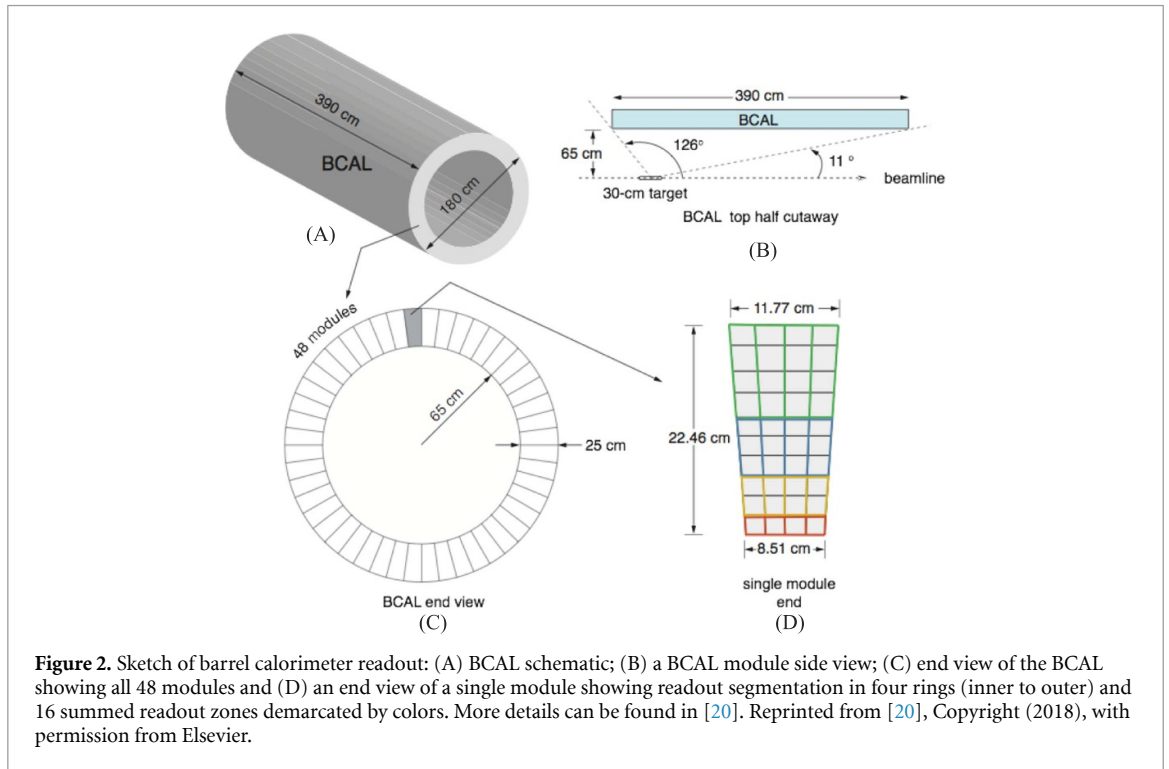 390 cm
BCAL
180 cm
(A)
390 cm
BCAL
65 cm
126°
11 °
30-cm target
beamline
BCAL top half cutaway
(B)
48 modules
65 cm
25 cm
BCAL end view
(C)
11.77 cm
22.46 cm
8.51 cm
single module
end
(D)
Figure 2. Sketch of barrel calorimeter readout: (A) BCAL schematic; (B) a BCAL module side view; (C) end view of the BCAL
showing all 48 modules and (D) an end view of a single module showing readout segmentation in four rings (inner to outer) and
16 summed readout zones demarcated by colors. More details can be found in [20]. Reprinted from [20], Copyright (2018), with
permission from Elsevier.